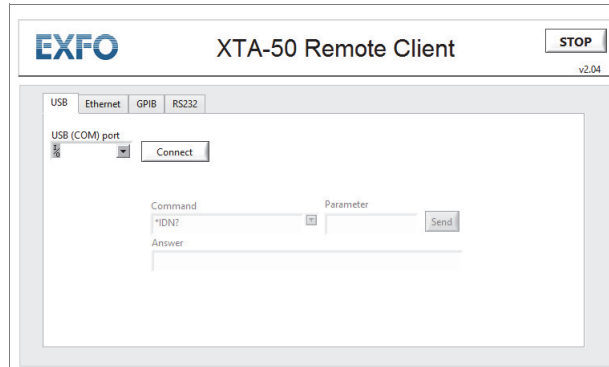 EXFO
XTA-50 Remote Client
STOP
v2.04
USB Ethernet GPIB RS232
USB (COM) port
Connect
Command Parameter
*IDN? Send
Answer